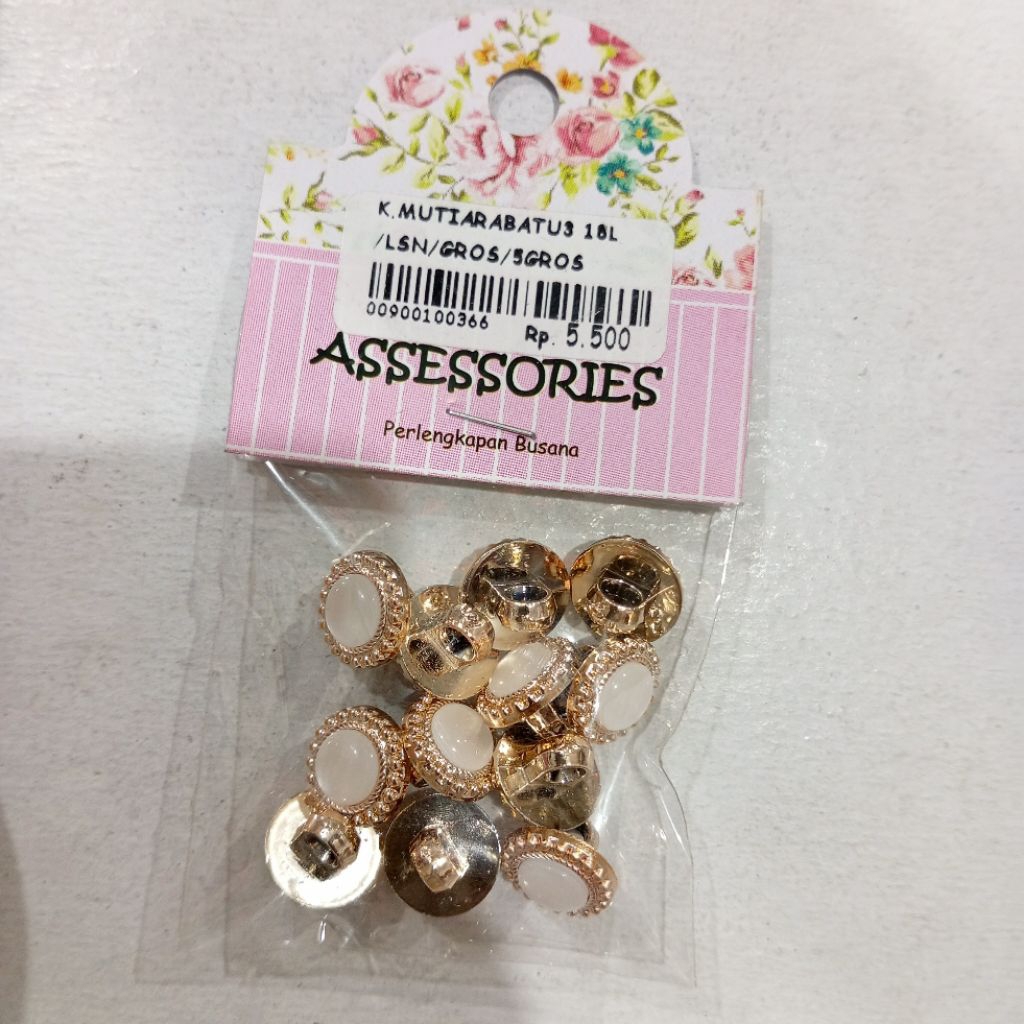 K.MUTIARABATU3 18L
/LSN/GROS/5GROS
00900100366
Rp. 5.500
ASSESSORIES
Perlengkapan Busana